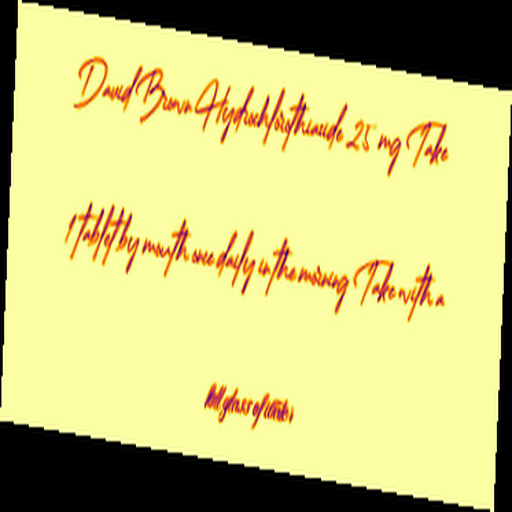 David Brown Hydrochlorothiazide 25 mg Take
1 tablet by mouth once daily in the morning Take with a
full glass of water